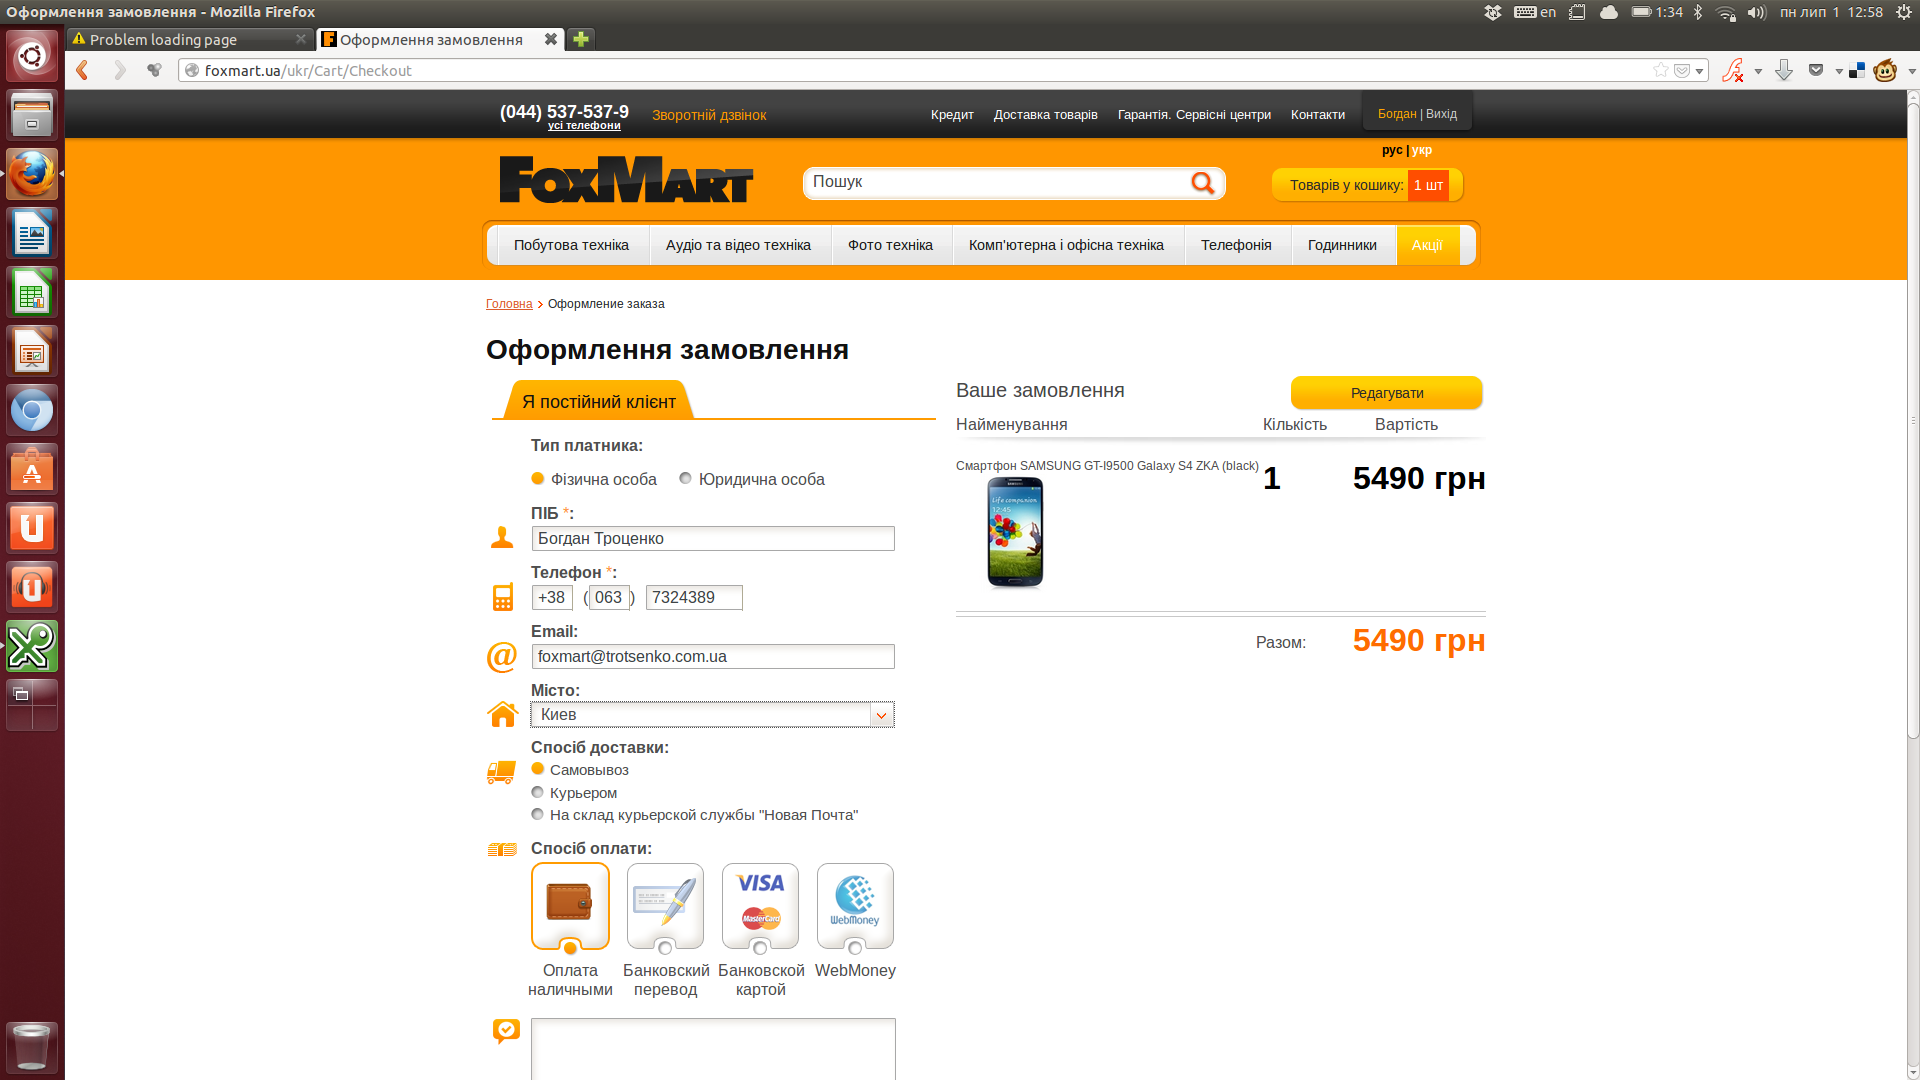 Оформлення замовлення - Mozilla Firefox
en
1:34
пн лип 1 12:58
Problem loading page
Оформлення замовлення
foxmart.ua/ukr/Cart/Checkout
(044) 537-537-9
усі телефони
Зворотній дзвінок
Кредит
Доставка товарів
Гарантія. Сервісні центри
Контакти
Богдан | Вихід
рус | укр
FOXMART
Пошук
Товарів у кошику: 1 шт
Побутова техніка
Аудіо та відео техніка
Фото техніка
Комп'ютерна і офісна техніка
Телефонія
Годинники
Акції
Головна > Оформление заказа
Оформлення замовлення
Я постійний клієнт
Тип платника:
Фізична особа
Юридична особа
ПІБ *:
Богдан Троценко
Телефон *:
+38 (063) 7324389
Email:
foxmart@trotsenko.com.ua
Місто:
Киев
Спосіб доставки:
Самовывоз
Курьером
На склад курьерской службы "Новая Почта"
Спосіб оплати:
VISA
MasterCard
WebMoney
Оплата наличными
Банковский перевод
Банковской картой
WebMoney
Ваше замовлення
Редагувати
Найменування
Кількість
Вартість
Смартфон SAMSUNG GT-I9500 Galaxy S4 ZKA (black)
1
5490 грн
Life companion
12:45
Разом:
5490 грн